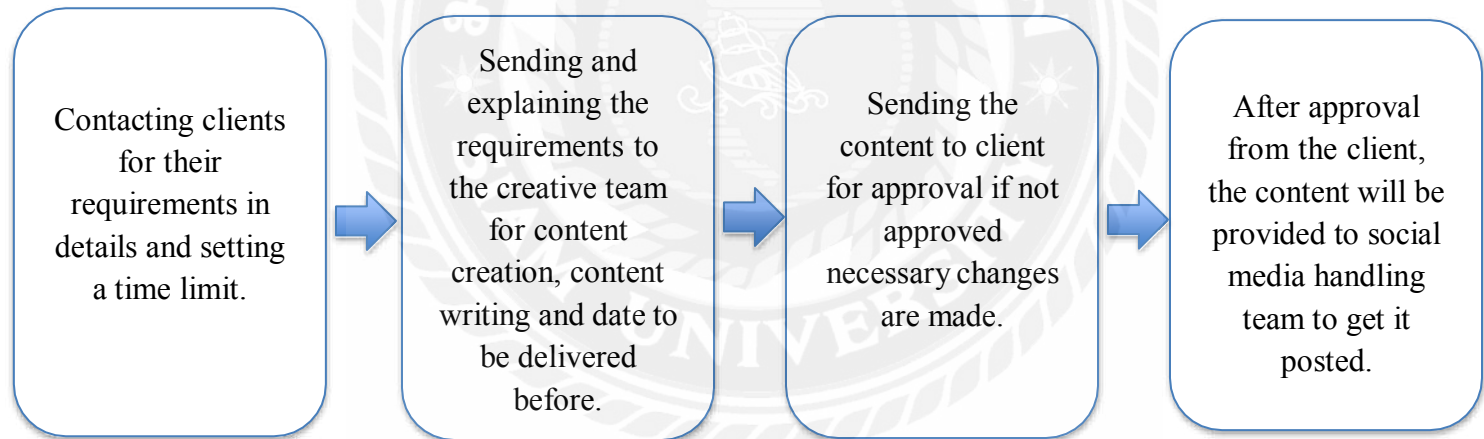 Contacting clients
for their
requirements in
details and setting
a time limit.
Sending and
explaining the
requirements to
the creative team
for content
creation, content
writing and date to
be delivered
before.
Sending the
content to client
for approval if not
approved
necessary changes
are made.
After approval
from the client,
the content will be
provided to social
media handling
team to get it
posted.
UNIVERSITY